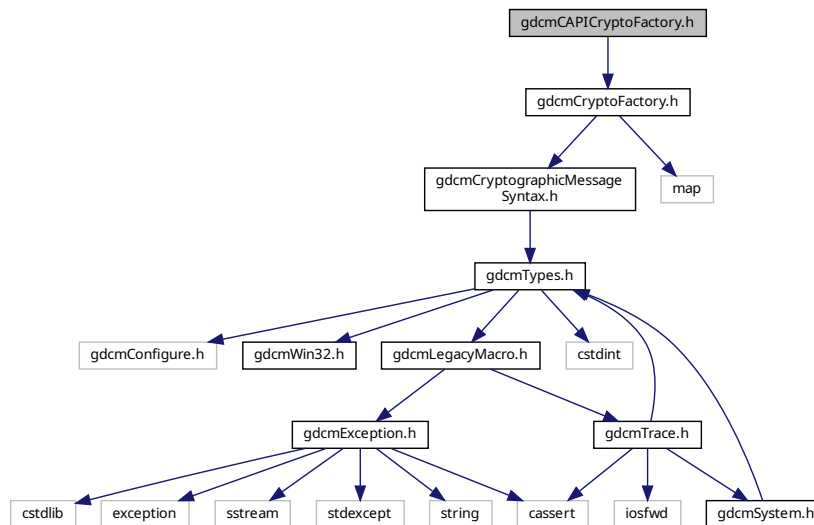 gdcmCAPICryptoFactory.h
gdcmCryptoFactory.h
gdcmCryptographicMessage
Syntax.h
map
gdcmTypes.h
gdcmConfigure.h
gdcmWin32.h
gdcmLegacyMacro.h
cstdint
gdcmException.h
gdcmTrace.h
cstdlib
exception
sstream
stdexcept
string
cassert
iosfwd
gdcmSystem.h